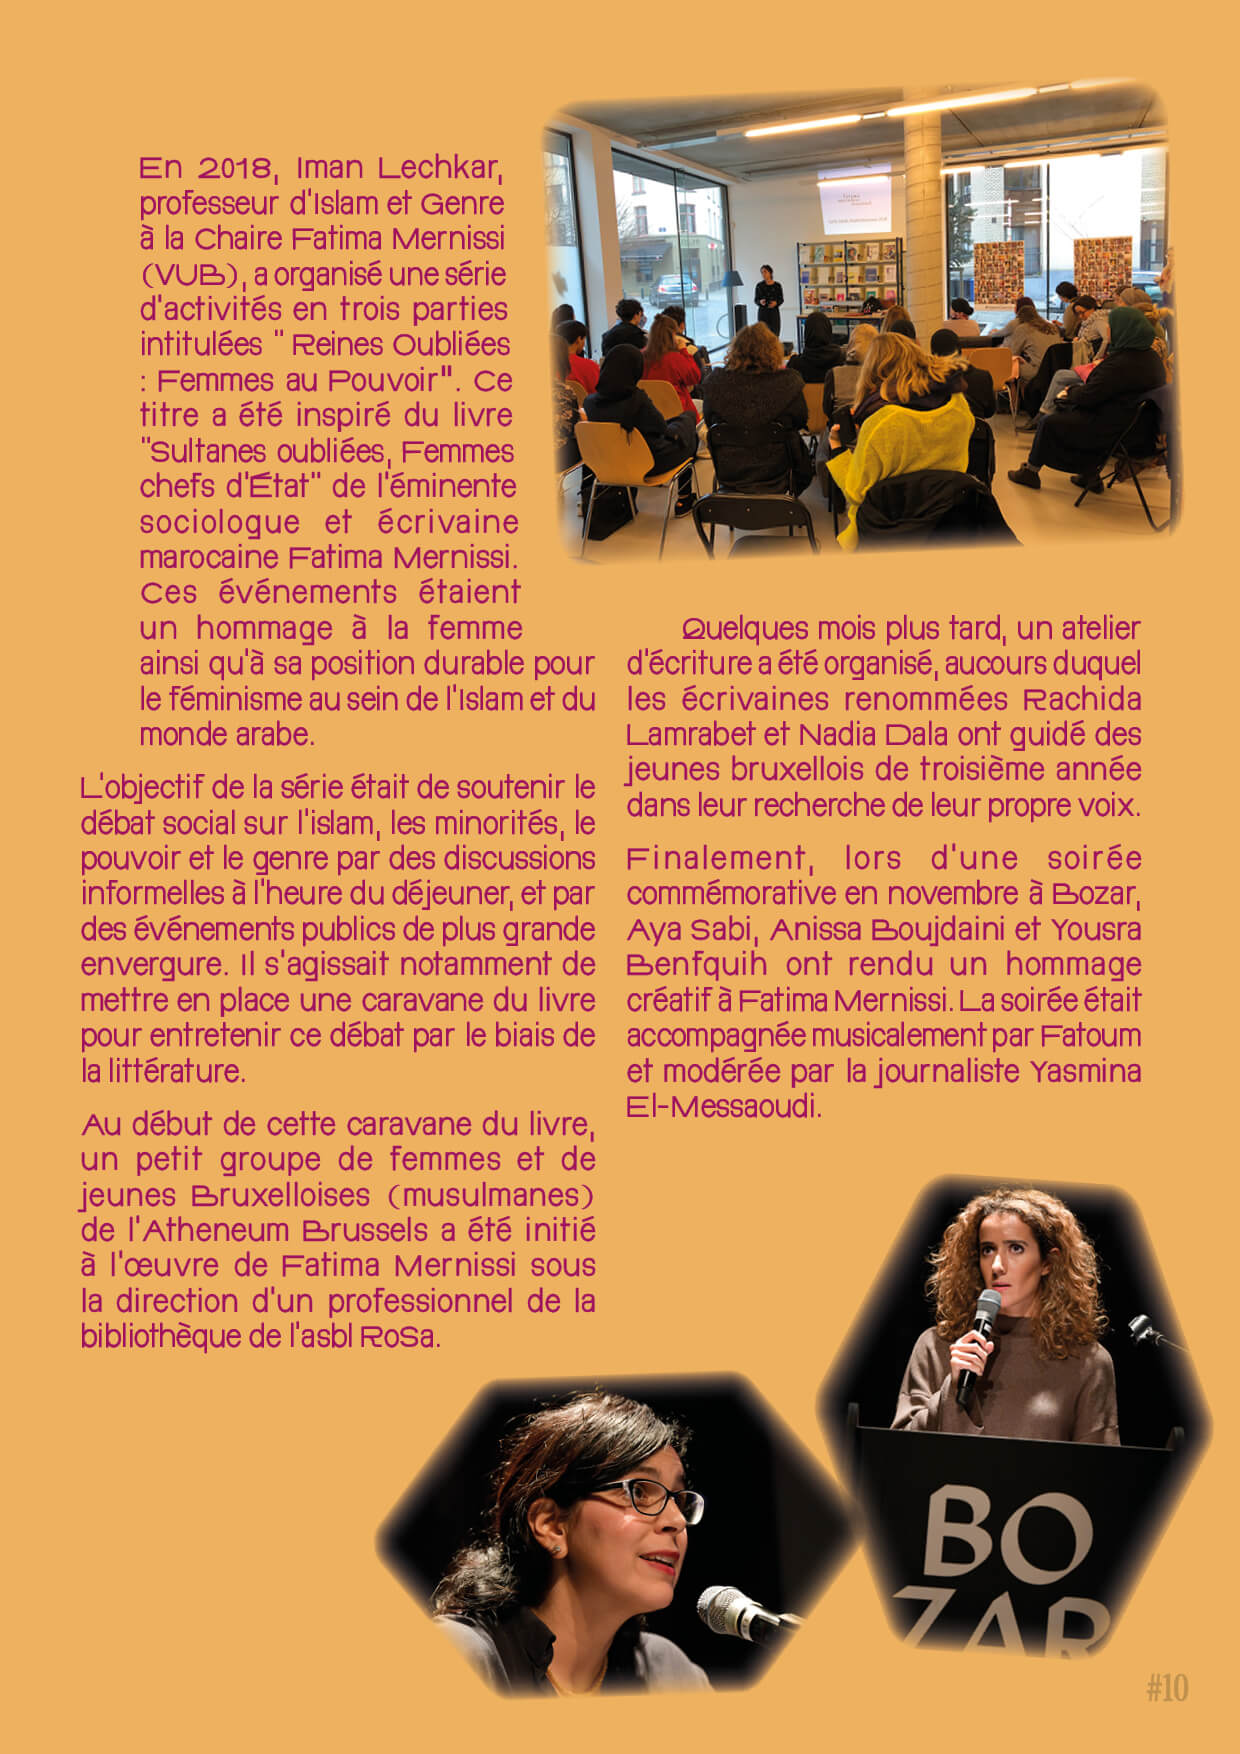 En 2018, Iman Lechkar,
professeur d'Islam et Genre
à la Chaire Fatima Mernissi
(VUB), a organisé une série
d'activités en trois parties
intitulées " Reines Oubliées
: Femmes au Pouvoir". Ce
titre a été inspiré du livre
"Sultanes oubliées, Femmes
chefs d'État" de l'éminente
sociologue et écrivaine
marocaine Fatima Mernissi.
Ces événements étaient
un hommage à la femme
ainsi qu'à sa position durable pour
le féminisme au sein de l'Islam et du
monde arabe.
L'objectif de la série était de soutenir le
débat social sur l'islam, les minorités, le
pouvoir et le genre par des discussions
informelles à l'heure du déjeuner, et par
des événements publics de plus grande
envergure. Il s'agissait notamment de
mettre en place une caravane du livre
pour entretenir ce débat par le biais de
la littérature.
Au début de cette caravane du livre,
un petit groupe de femmes et de
jeunes Bruxelloises (musulmanes)
de l'Atheneum Brussels a été initié
à l'œuvre de Fatima Mernissi sous
la direction d'un professionnel de la
bibliothèque de l'asbl RoSa.
Quelques mois plus tard, un atelier
d'écriture a été organisé, aucours duquel
les écrivaines renommées Rachida
Lamrabet et Nadia Dala ont guidé des
jeunes bruxellois de troisième année
dans leur recherche de leur propre voix.
Finalement, lors d'une soirée
commémorative en novembre à Bozar,
Aya Sabi, Anissa Boujdaini et Yousra
Benfquih ont rendu un hommage
créatif à Fatima Mernissi. La soirée était
accompagnée musicalement par Fatoum
et modérée par la journaliste Yasmina
El-Messaoudi.
BO
ZAR
#10